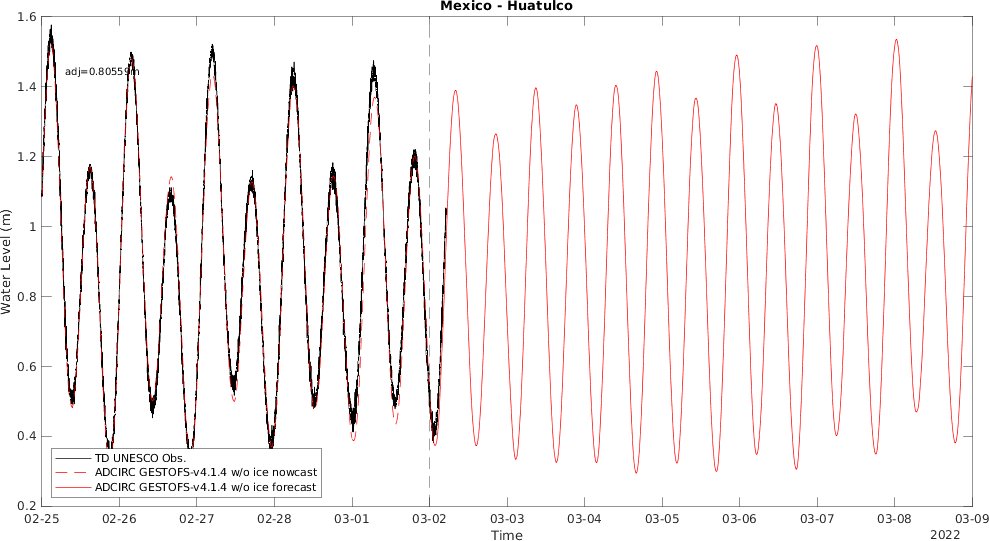 Mexico - Huatulco
1.6
1.4
1.2
1
0.8
0.6
0.4
0.2
Water Level (m)
adj=0.80559m
TD UNESCO Obs.
ADCIRC GESTOFS-v4.1.4 w/o ice nowcast
ADCIRC GESTOFS-v4.1.4 w/o ice forecast
02-25 02-26 02-27 02-28 03-01 03-02 03-03 03-04 03-05 03-06 03-07 03-08 03-09
Time
2022